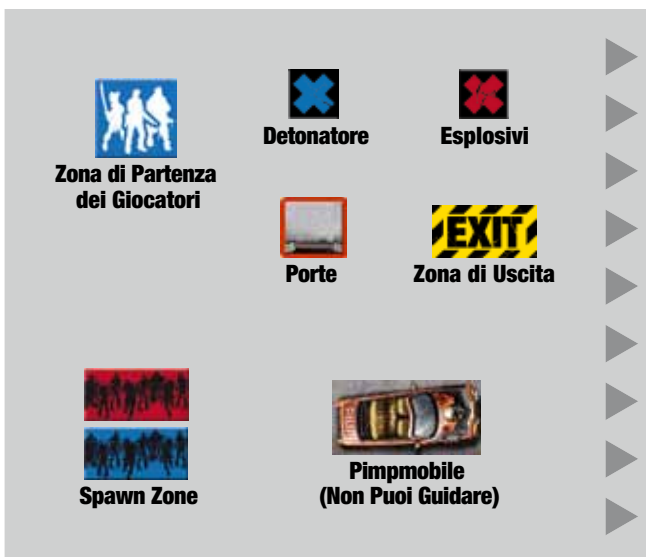 Detonatore
Esplosivi
Zona di Partenza
dei Giocatori
EXIT
Porte
Zona di Uscita
Spawn Zone
Pimpmobile
(Non Puoi Guidare)